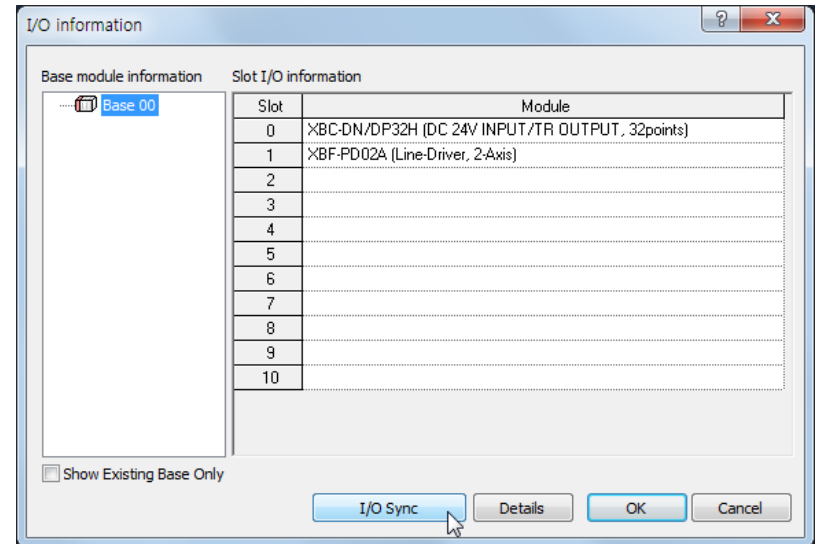 I/O information
Base module information
Slot I/O information
Base 00
Slot Module
0 XBC-DN/DP32H (DC 24V INPUT/TR OUTPUT, 32points)
1 XBF-PD02A (Line-Driver, 2-Axis)
2
3
4
5
6
7
8
9
10
Show Existing Base Only
I/O Sync Details OK Cancel